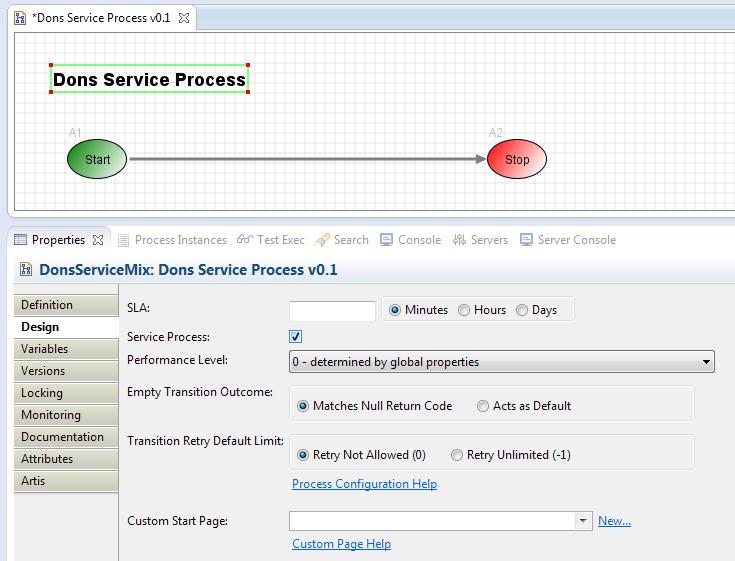 *Dons Service Process v0.1
Dons Service Process
A1
A2
Start
Stop
Properties
Process Instances
Test Exec
Search
Console
Servers
Server Console
DonsServiceMix: Dons Service Process v0.1
Definition
Design
Variables
Versions
Locking
Monitoring
Documentation
Attributes
Artis
SLA:
Minutes
Hours
Days
Service Process:
Performance Level:
0 - determined by global properties
Empty Transition Outcome:
Matches Null Return Code
Acts as Default
Transition Retry Default Limit:
Retry Not Allowed (0)
Retry Unlimited (-1)
Process Configuration Help
Custom Start Page:
New...
Custom Page Help